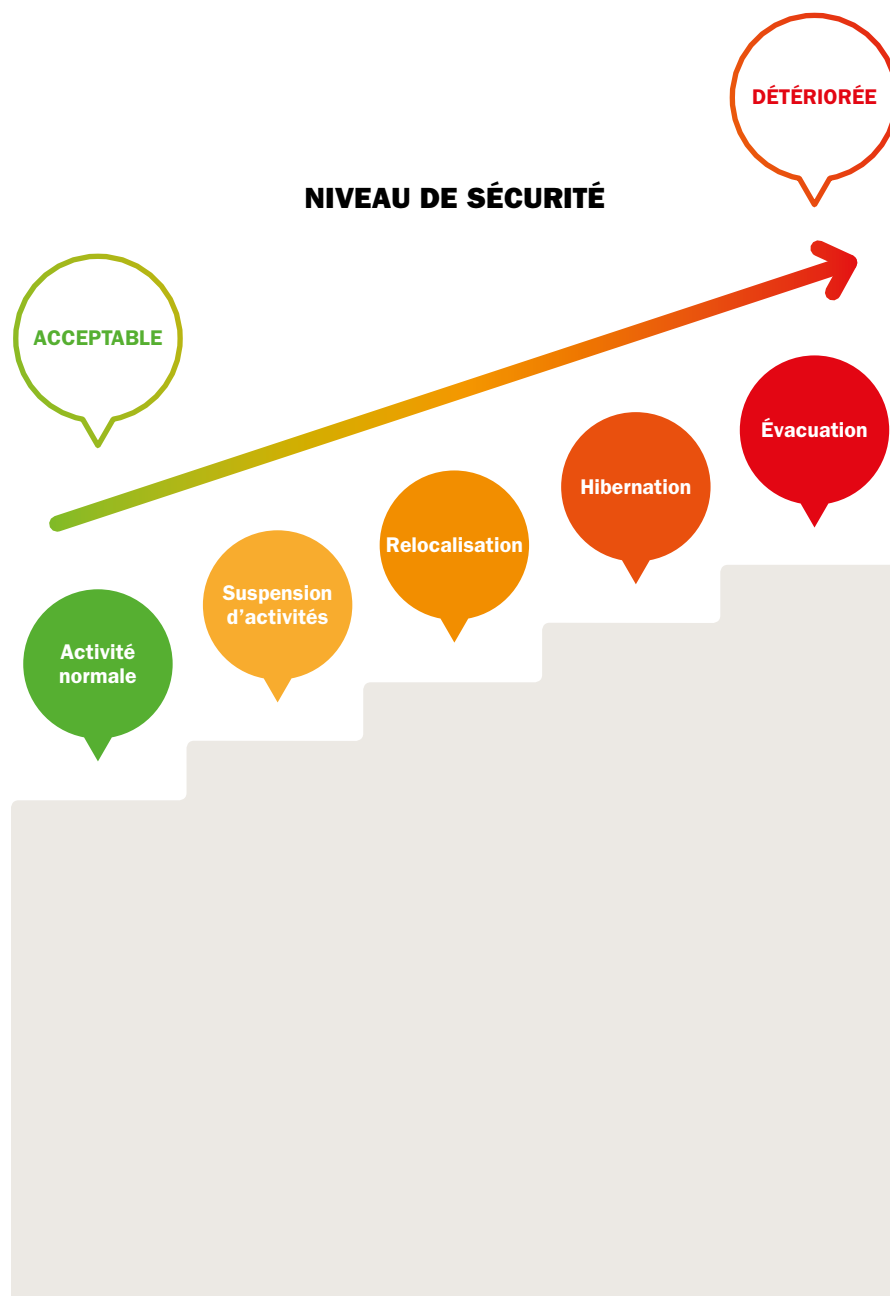 DÉTÉRIORÉE
NIVEAU DE SÉCURITÉ
ACCEPTABLE
Évacuation
Hibernation
Relocalisation
Suspension
d'activités
Activité
normale